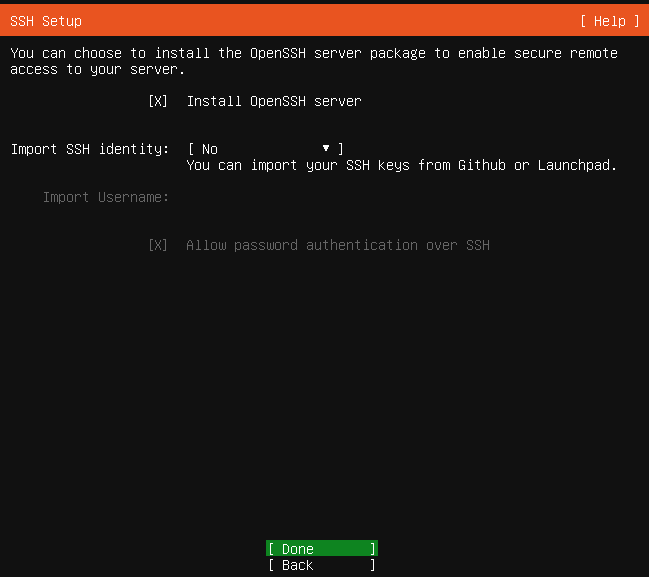 SSH Setup [ Help ]
You can choose to install the OpenSSH server package to enable secure remote
access to your server.
[X] Install OpenSSH server
Import SSH identity: [ No ▼ ]
You can import your SSH keys from Github or Launchpad.
Import Username:
[X] Allow password authentication over SSH
[ Done ]
[ Back ]